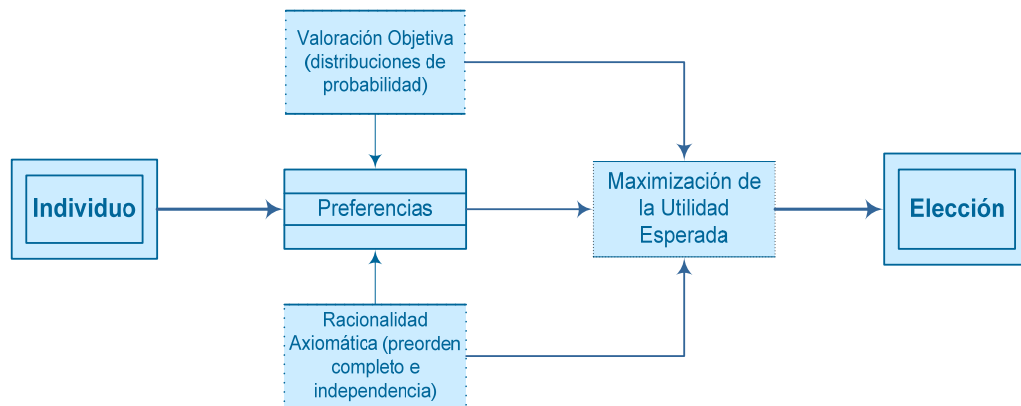 Valoración Objetiva
(distribuciones de
probabilidad)
Individuo
Preferencias
Maximización de
la Utilidad
Esperada
Elección
Racionalidad
Axiomática (preorden
completo e
independencia)